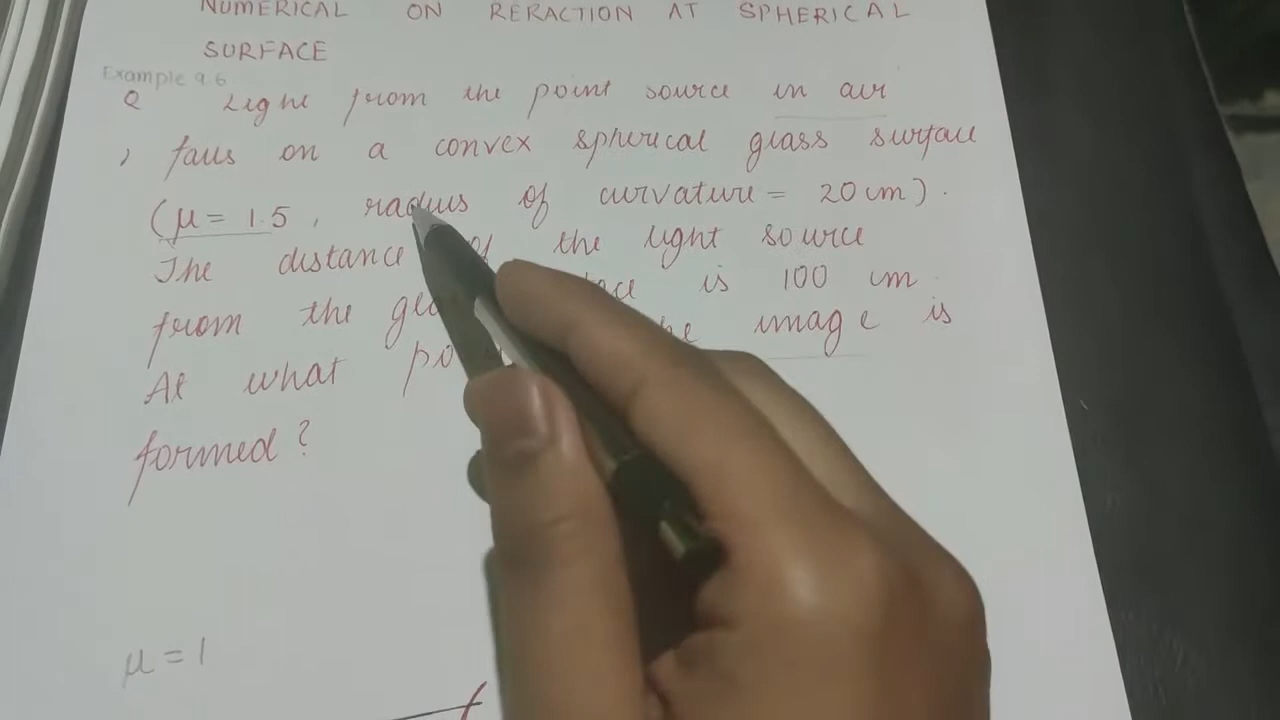 NUMERICAL ON RERACTION AT SPHERICAL
SURFACE
Example 9.6
Q Light from the point source in air
, falls on a convex spherical glass surface
(μ = 1.5, radius of curvature = 20 cm).
The distance of the light source
from the is 100 cm
At what the image is
formed?
μ = 1